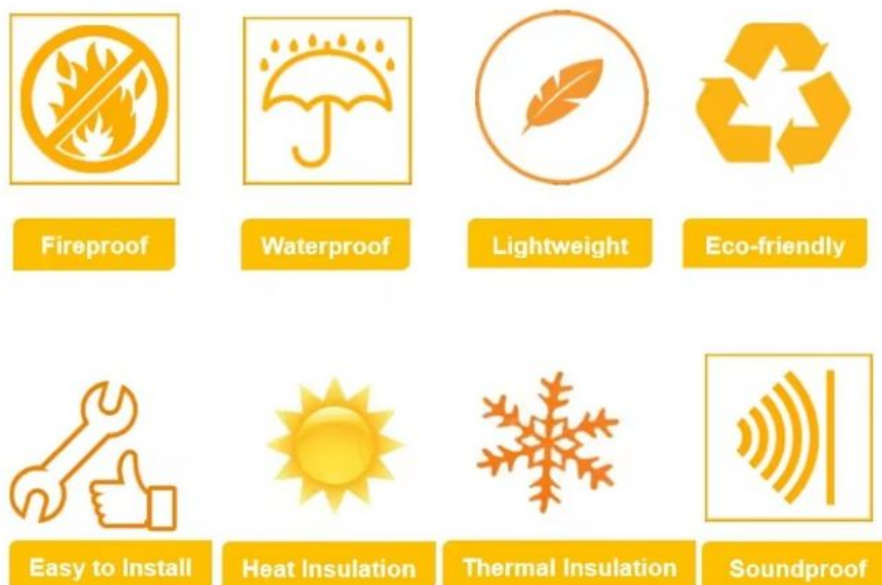 Fireproof
Waterproof
Lightweight
Eco-friendly
Easy to Install
Heat Insulation
Thermal Insulation
Soundproof